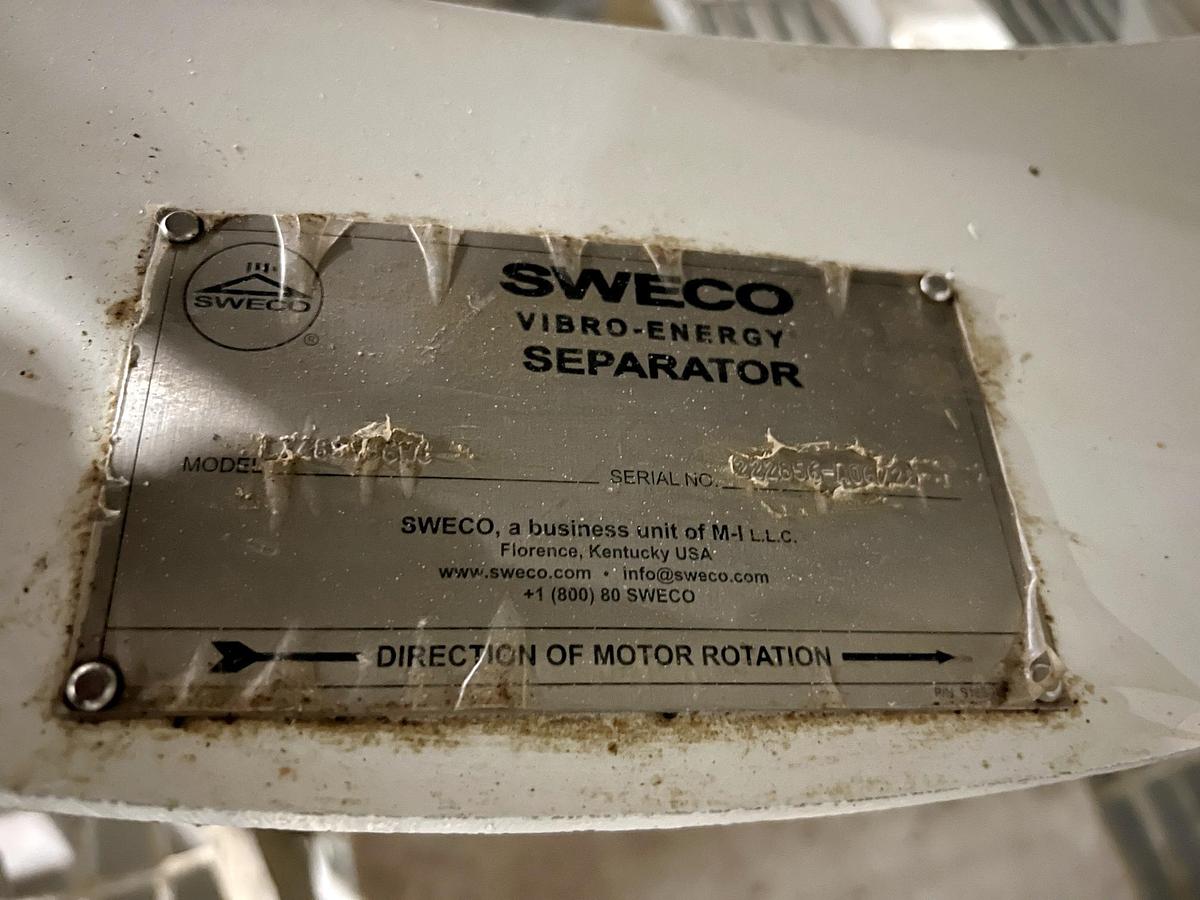 SWECO
®
SWECO
VIBRO-ENERGY
SEPARATOR
MODEL
SERIAL NO.
SWECO, a business unit of M-I L.L.C.
Florence, Kentucky USA
www.sweco.com • info@sweco.com
+1 (800) 80 SWECO
DIRECTION OF MOTOR ROTATION
P/N